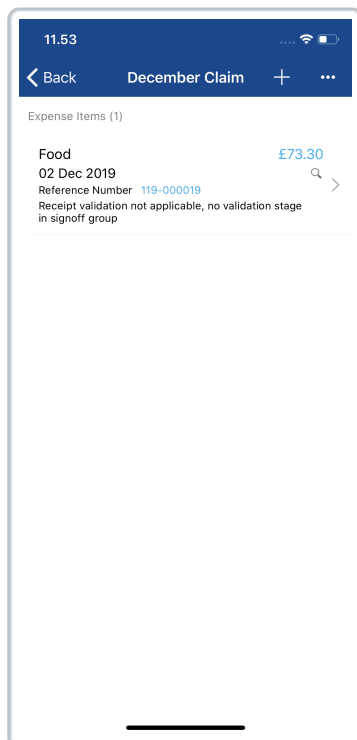 11.53
Back December Claim
Expense Items (1)
Food £73.30
02 Dec 2019
Reference Number 119-000019
Receipt validation not applicable, no validation stage
in signoff group